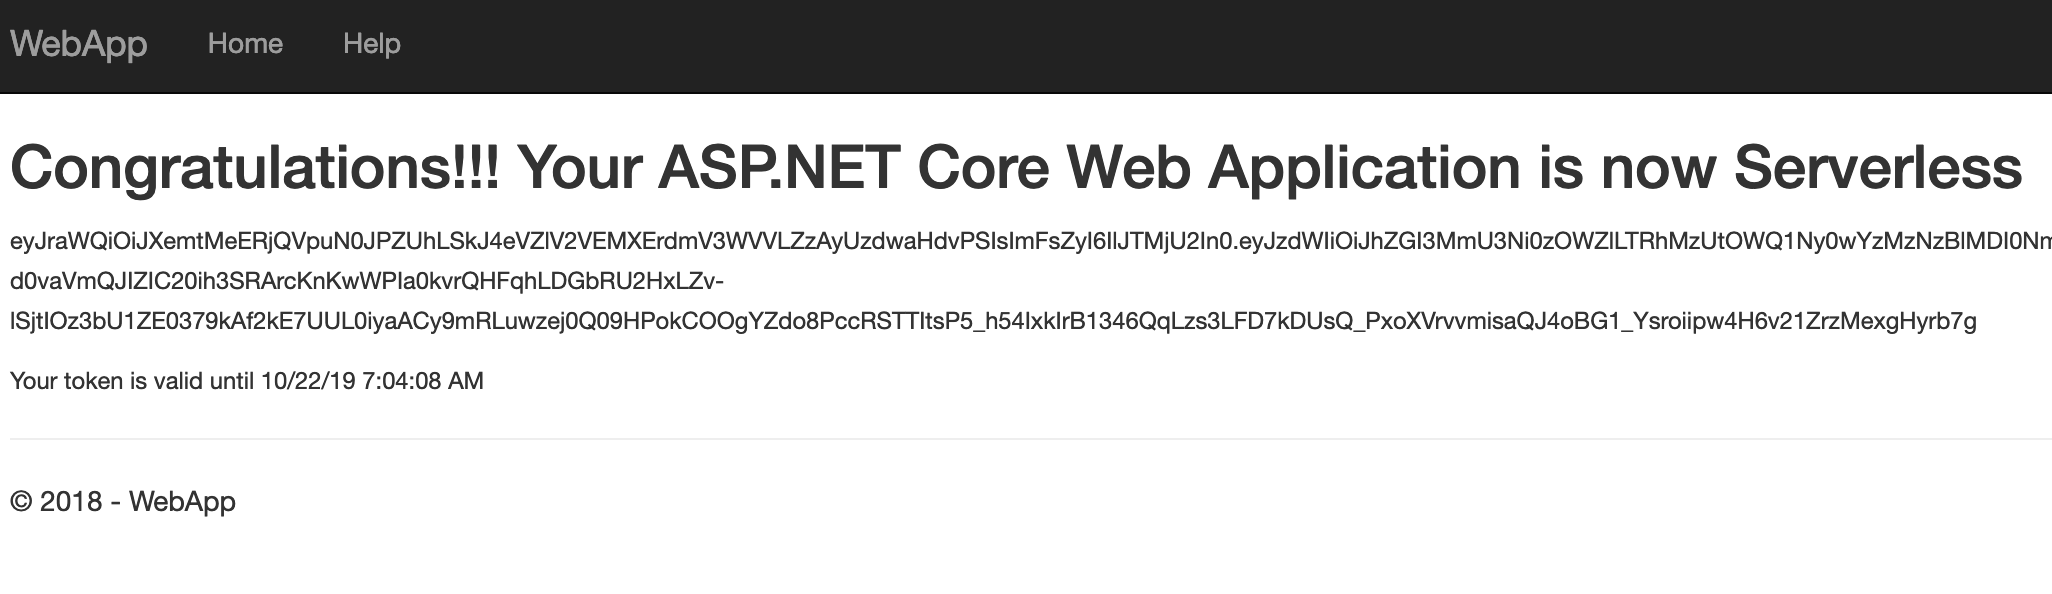 WebApp Home Help
Congratulations!!! Your ASP.NET Core Web Application is now Serverless
eyJraWQiOiJXemtMeERjQVpuN0JPZUhLSkJ4eVZlV2VEMXErdmV3WVVLZzAyUzdwaHdvPSIsImFsZyI6IlJTMjU2In0.eyJzdWIiOiJhZGI3MmU3Ni0zOWZlLTRhMzUtOWQ1Ny0wYzMzNzBlMDI0Nm
d0vaVmQJIZIC20ih3SRArcKnKwWPIa0kvrQHFqhLDGbRU2HxLZv-
lSjtIOz3bU1ZE0379kAf2kE7UUL0iyaACy9mRLuwzej0Q09HPokCOOgYZdo8PccRSTTItsP5_h54IxkIrB1346QqLzs3LFD7kDUsQ_PxoXVrvvmisaQJ4oBG1_Ysroiipw4H6v21ZrzMexgHyrb7g
Your token is valid until 10/22/19 7:04:08 AM
© 2018 - WebApp